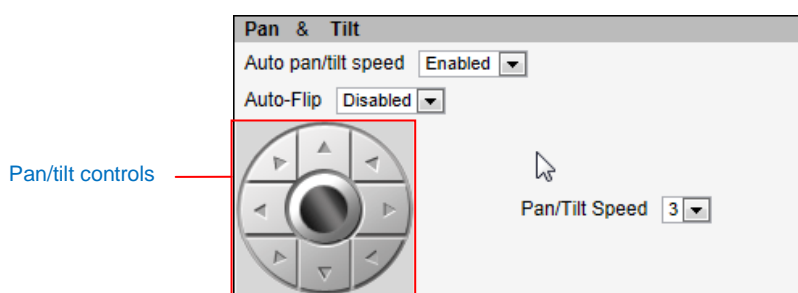 Pan & Tilt
Auto pan/tilt speed Enabled
Auto-Flip Disabled
Pan/tilt controls
Pan/Tilt Speed 3